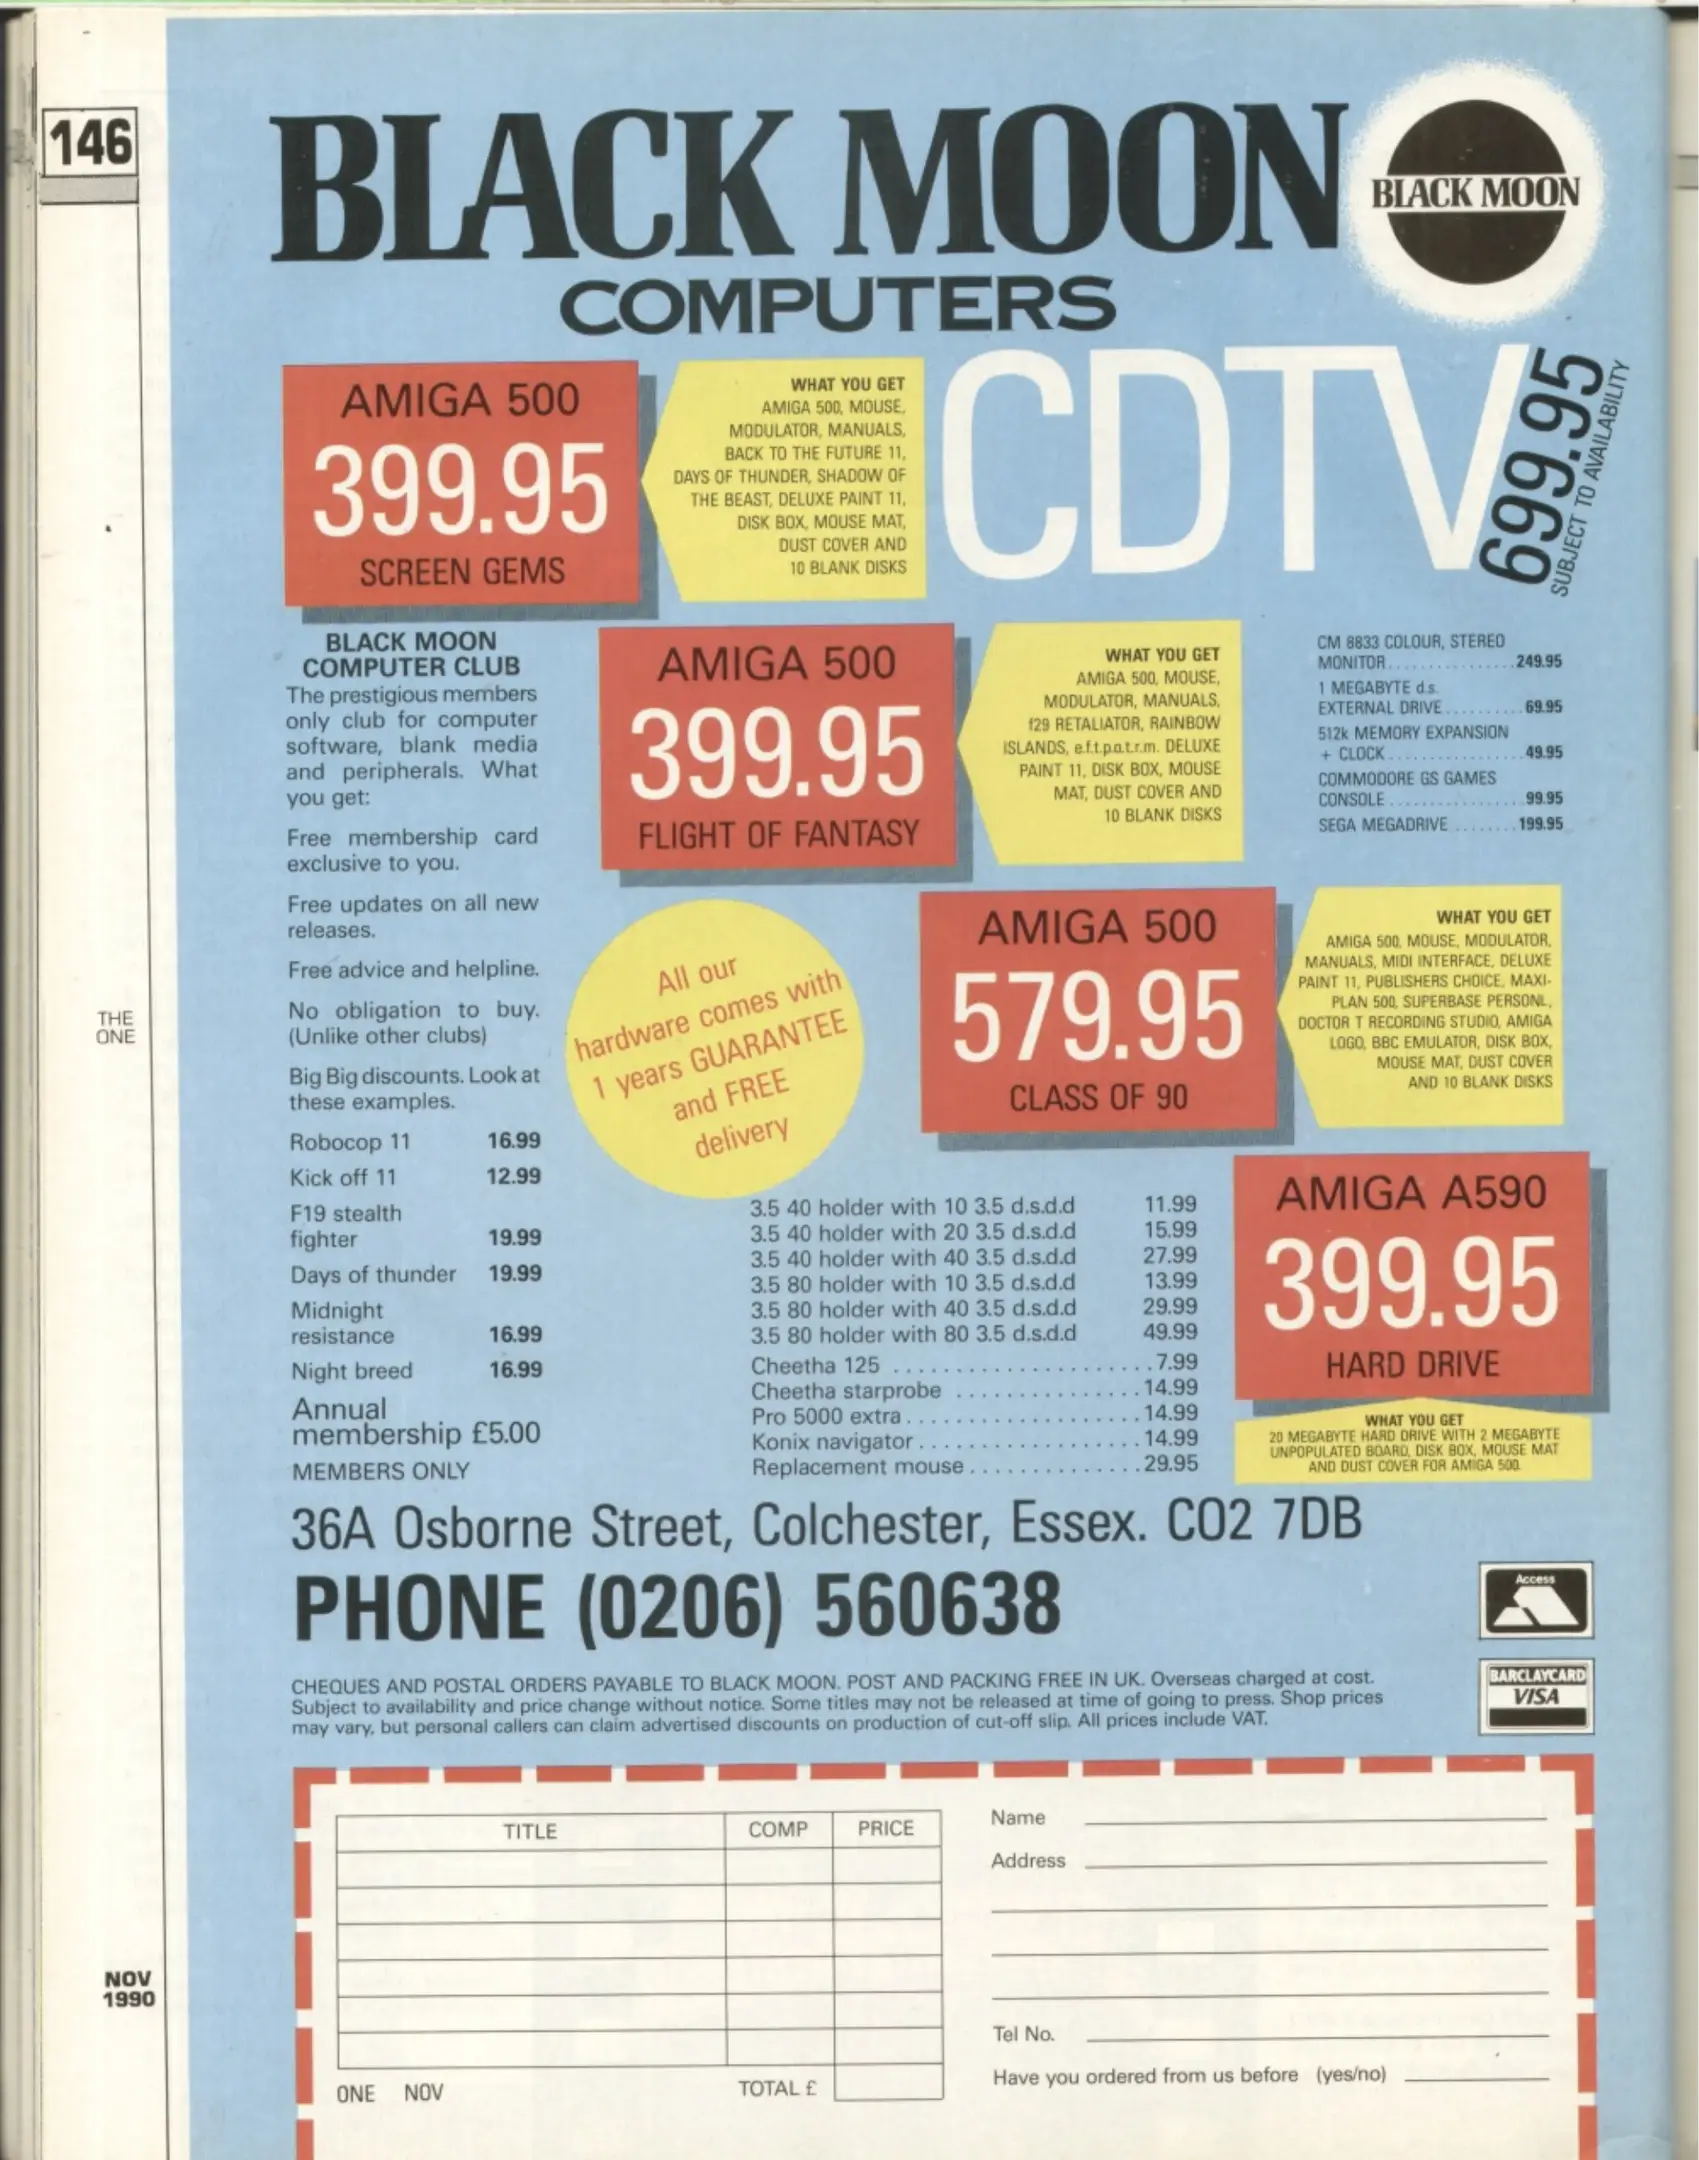 146
BLACK MOON
BLACK MOON
COMPUTERS
AMIGA 500
399.95
SCREEN GEMS
WHAT YOU GET
AMIGA 500, MOUSE,
MODULATOR, MANUALS,
BACK TO THE FUTURE 11,
DAYS OF THUNDER, SHADOW OF
THE BEAST, DELUXE PAINT 11,
DISK BOX, MOUSE MAT,
DUST COVER AND
10 BLANK DISKS
CDTV
699.95
SUBJECT TO AVAILABILITY
BLACK MOON
COMPUTER CLUB
The prestigious members
only club for computer
software, blank media
and peripherals. What
you get:
Free membership card
exclusive to you.
Free updates on all new
releases.
Free advice and helpline.
No obligation to buy.
(Unlike other clubs)
Big Big discounts. Look at
these examples.
Robocop 11 16.99
Kick off 11 12.99
F19 stealth
fighter 19.99
Days of thunder 19.99
Midnight
resistance 16.99
Night breed 16.99
Annual
membership £5.00
MEMBERS ONLY
AMIGA 500
399.95
FLIGHT OF FANTASY
WHAT YOU GET
AMIGA 500, MOUSE,
MODULATOR, MANUALS,
f29 RETALIATOR, RAINBOW
ISLANDS, e.f.t.p.o.t.r.m. DELUXE
PAINT 11, DISK BOX, MOUSE
MAT, DUST COVER AND
10 BLANK DISKS
CM 8833 COLOUR, STEREO
MONITOR................249.95
1 MEGABYTE d.s.
EXTERNAL DRIVE..........69.95
512k MEMORY EXPANSION
+ CLOCK.................49.95
COMMODORE GS GAMES
CONSOLE.................99.95
SEGA MEGADRIVE ........199.95
All our
hardware comes with
1 years GUARANTEE
and FREE
delivery
AMIGA 500
579.95
CLASS OF 90
WHAT YOU GET
AMIGA 500, MOUSE, MODULATOR,
MANUALS, MIDI INTERFACE, DELUXE
PAINT 11, PUBLISHERS CHOICE, MAXI-
PLAN 500, SUPERBASE PERSONL,
DOCTOR T RECORDING STUDIO, AMIGA
LOGO, BBC EMULATOR, DISK BOX,
MOUSE MAT, DUST COVER
AND 10 BLANK DISKS
3.5 40 holder with 10 3.5 d.s.d.d 11.99
3.5 40 holder with 20 3.5 d.s.d.d 15.99
3.5 40 holder with 40 3.5 d.s.d.d 27.99
3.5 80 holder with 10 3.5 d.s.d.d 13.99
3.5 80 holder with 40 3.5 d.s.d.d 29.99
3.5 80 holder with 80 3.5 d.s.d.d 49.99
Cheetha 125 .....................7.99
Cheetha starprobe ...............14.99
Pro 5000 extra...................14.99
Konix navigator..................14.99
Replacement mouse..............29.95
AMIGA A590
399.95
HARD DRIVE
WHAT YOU GET
20 MEGABYTE HARD DRIVE WITH 2 MEGABYTE
UNPOPULATED BOARD, DISK BOX, MOUSE MAT
AND DUST COVER FOR AMIGA 500.
36A Osborne Street, Colchester, Essex. CO2 7DB
PHONE (0206) 560638
Access
BARCLAYCARD
VISA
CHEQUES AND POSTAL ORDERS PAYABLE TO BLACK MOON. POST AND PACKING FREE IN UK. Overseas charged at cost.
Subject to availability and price change without notice. Some titles may not be released at time of going to press. Shop prices
may vary, but personal callers can claim advertised discounts on production of cut-off slip. All prices include VAT.
TITLE COMP PRICE
TOTAL £
ONE NOV
Name
Address
Tel No.
Have you ordered from us before (yes/no)
THE
ONE
NOV
1990